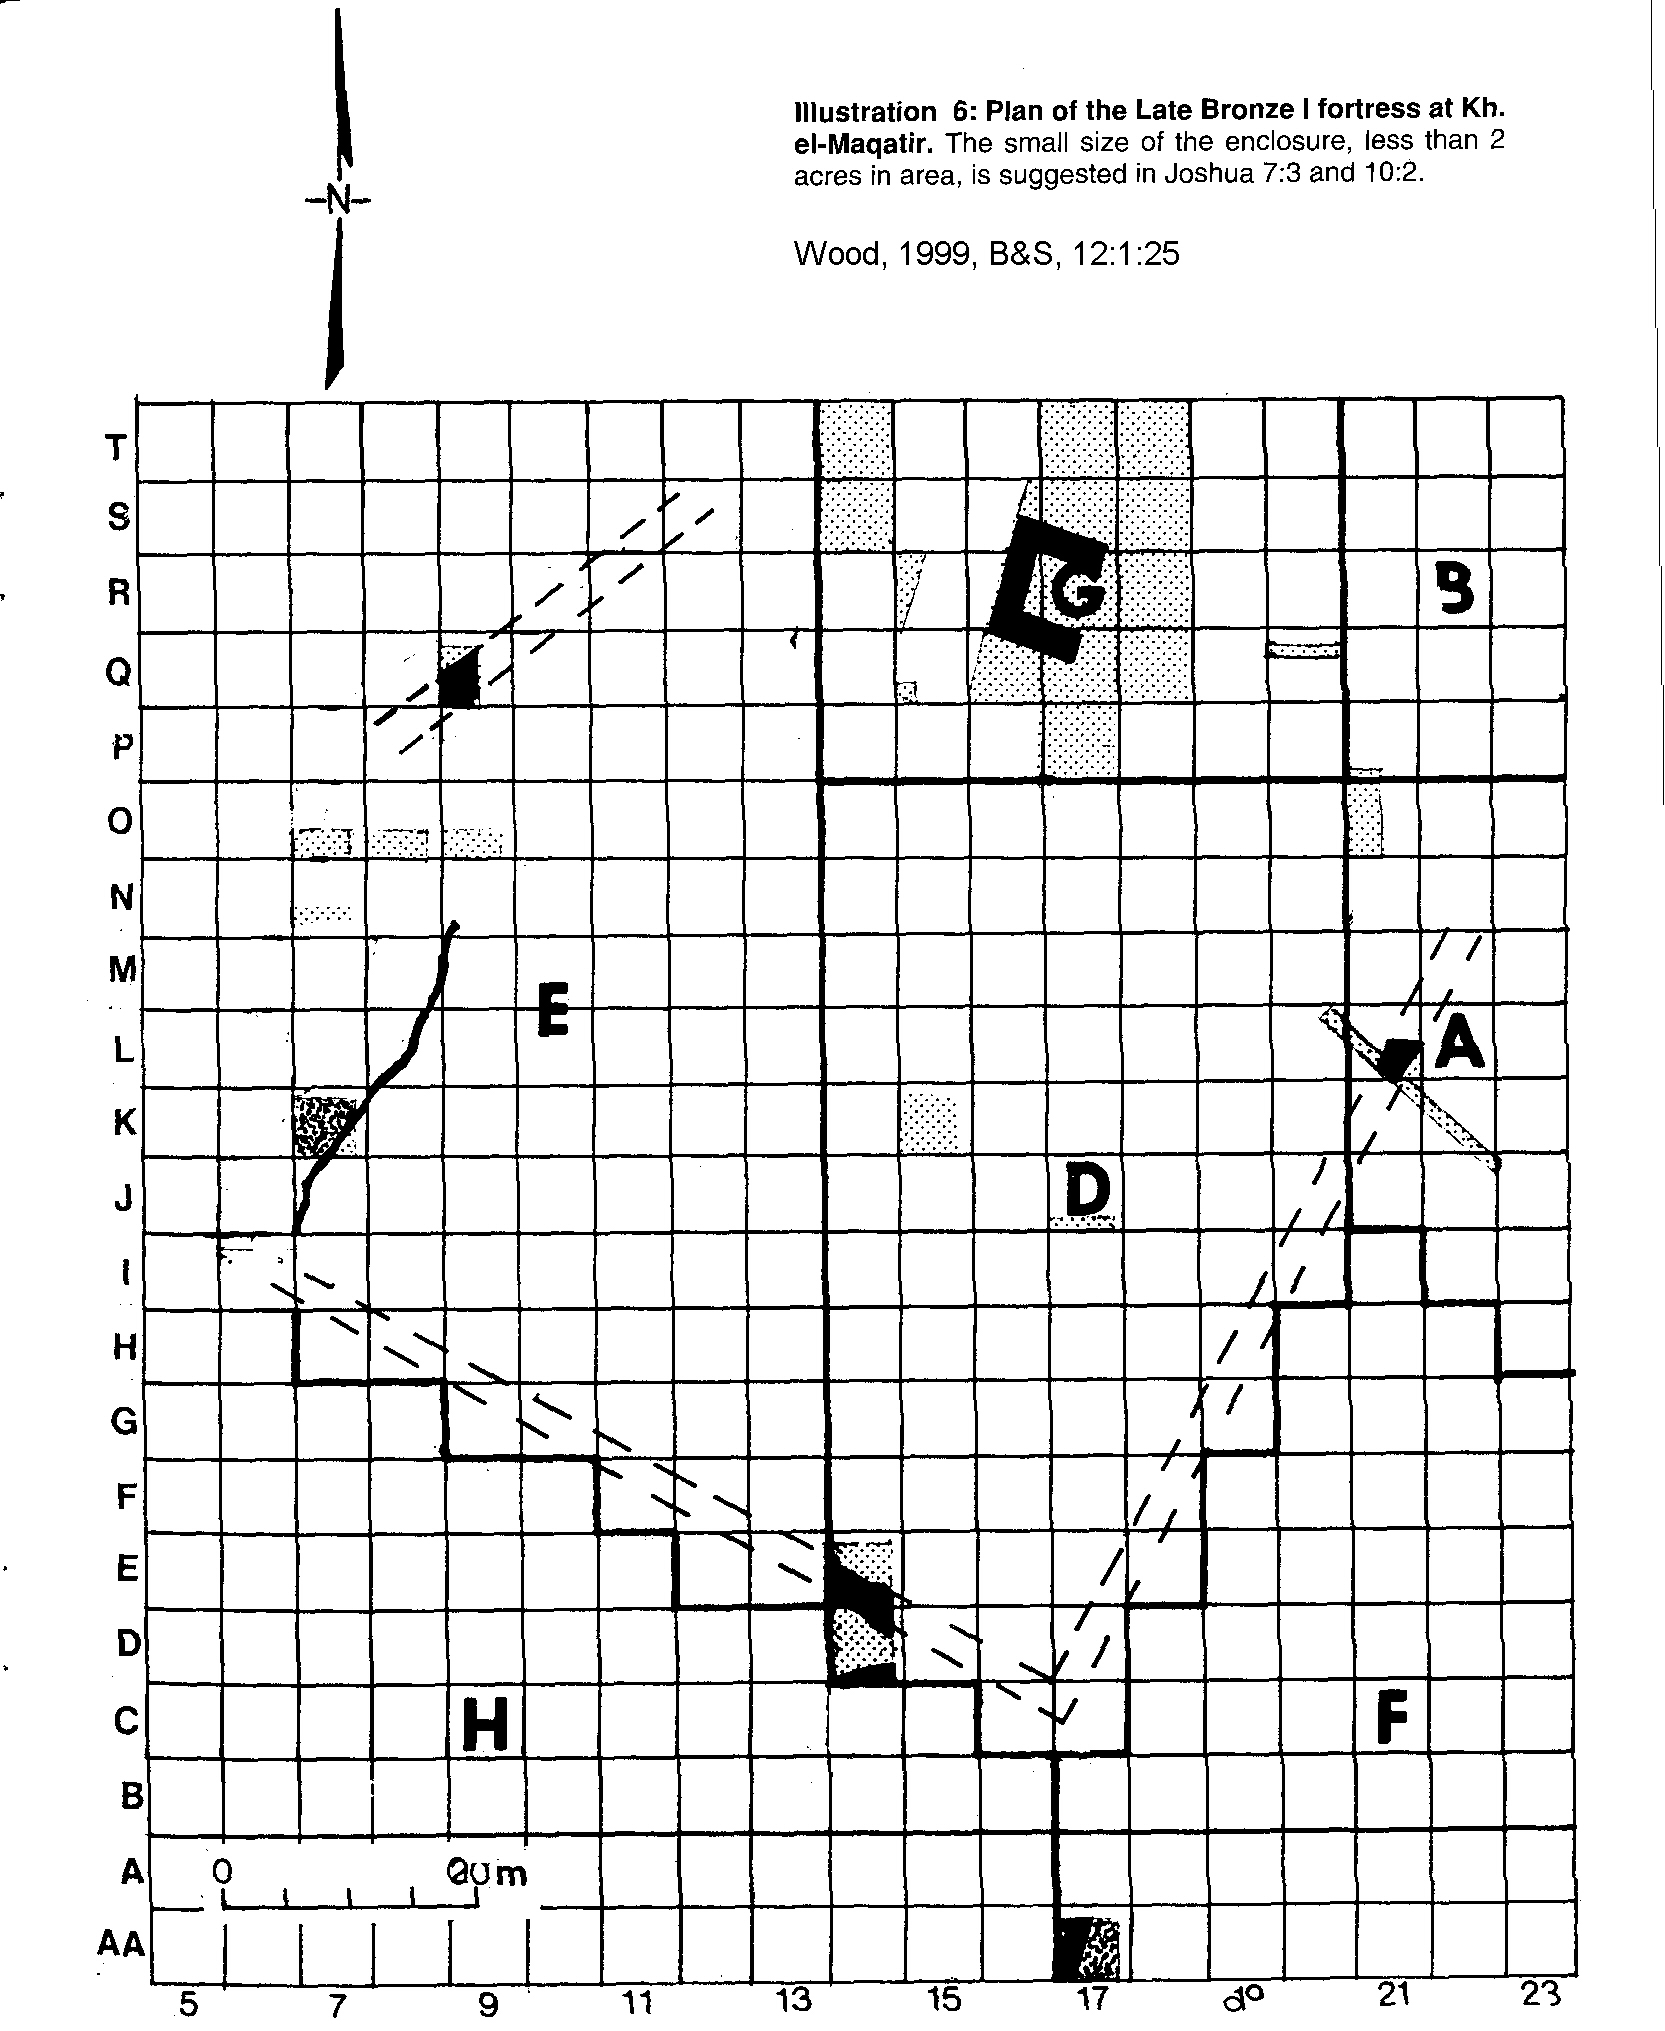 Illustration 6: Plan of the Late Bronze I fortress at Kh.
el-Maqatir. The small size of the enclosure, less than 2
acres in area, is suggested in Joshua 7:3 and 10:2.
Wood, 1999, B&S, 12:1:25
-N-
T
S
R
G
B
Q
P
O
N
M
E
L
A
K
J
D
I
H
G
F
E
D
C
H
F
B
A
0
m
AA
5
7
9
11
13
15
17
21
23